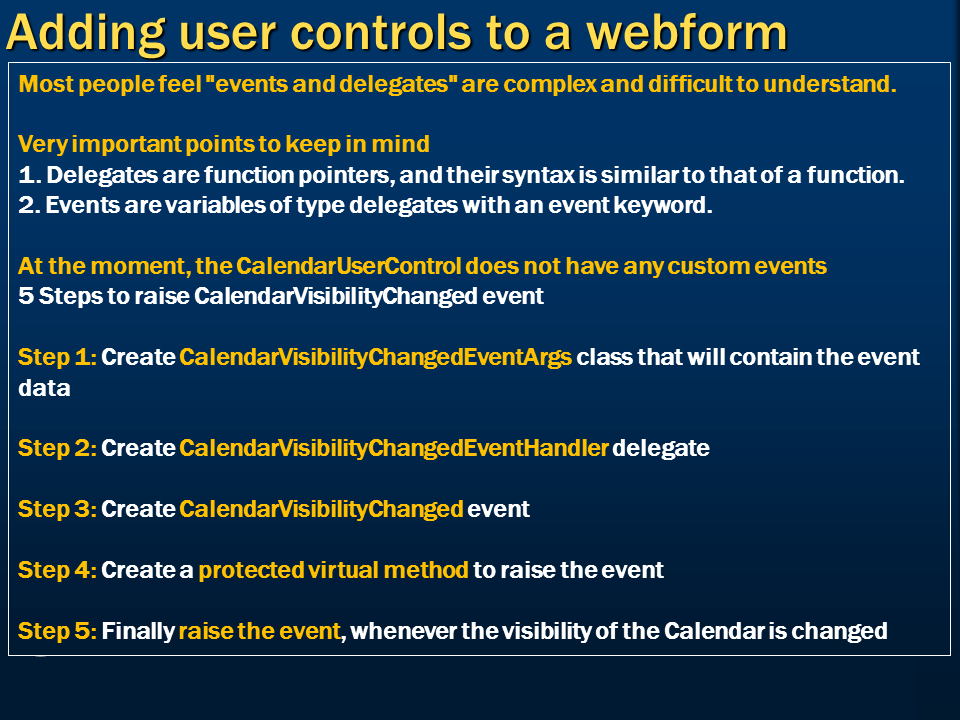 Adding user controls to a webform
Most people feel "events and delegates" are complex and difficult to understand.
Very important points to keep in mind
1. Delegates are function pointers, and their syntax is similar to that of a function.
2. Events are variables of type delegates with an event keyword.
At the moment, the CalendarUserControl does not have any custom events
5 Steps to raise CalendarVisibilityChanged event
Step 1: Create CalendarVisibilityChangedEventArgs class that will contain the event
data
Step 2: Create CalendarVisibilityChangedEventHandler delegate
Step 3: Create CalendarVisibilityChanged event
Step 4: Create a protected virtual method to raise the event
Step 5: Finally raise the event, whenever the visibility of the Calendar is changed